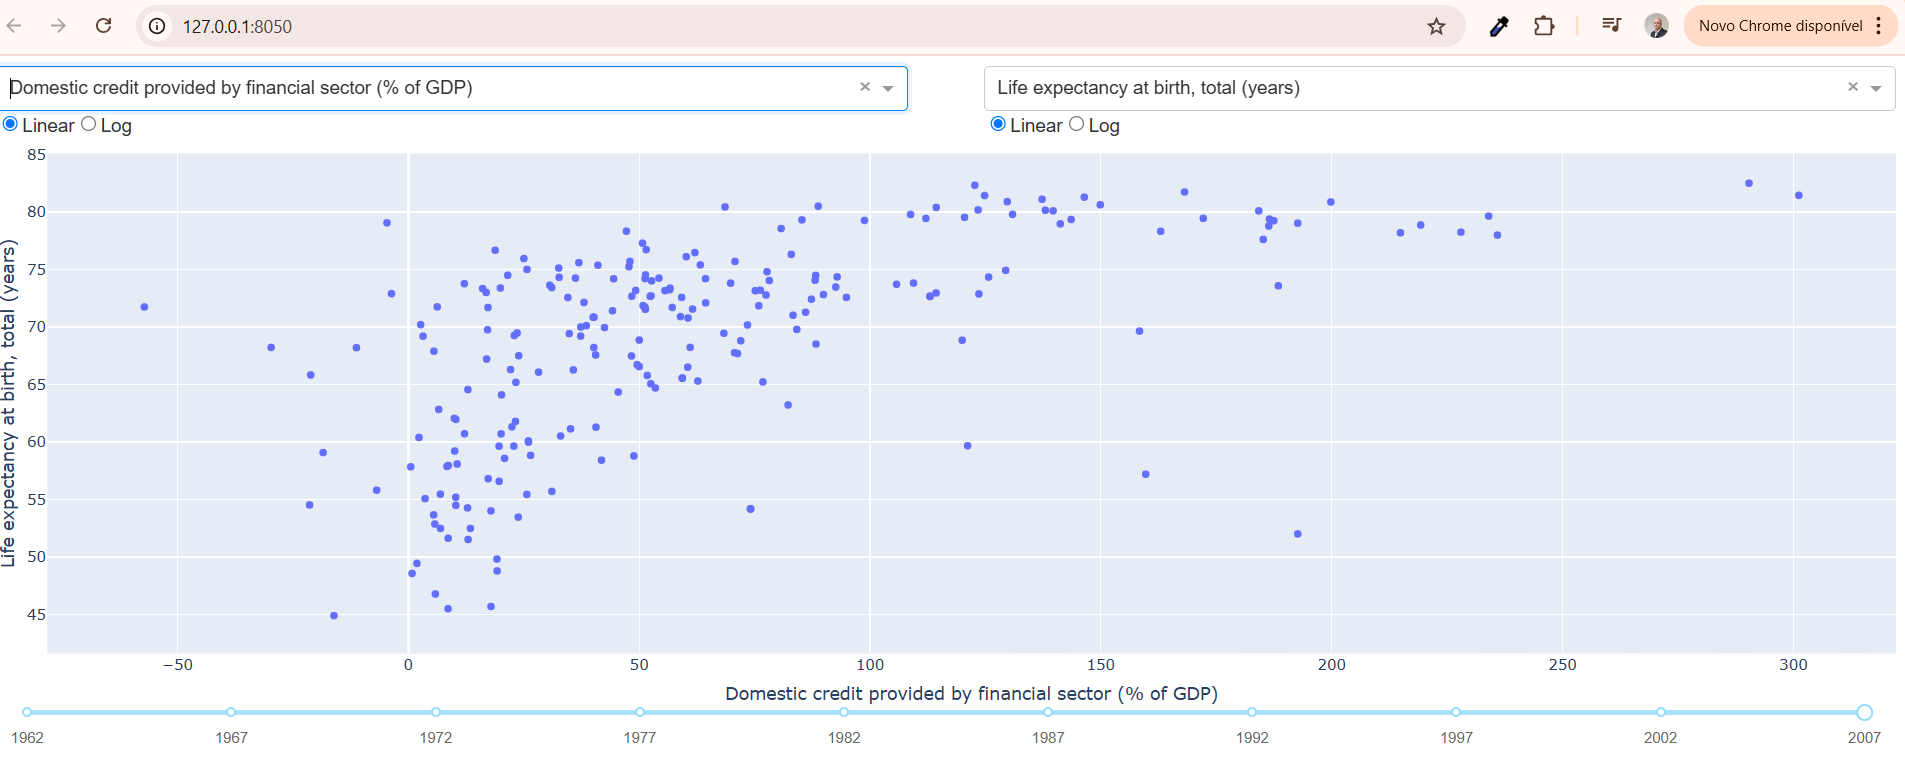 127.0.0.1:8050
Novo Chrome disponível
Domestic credit provided by financial sector (% of GDP)
Life expectancy at birth, total (years)
Linear Log
Linear Log
85
80
75
70
65
60
55
50
45
Life expectancy at birth, total (years)
−50 0 50 100 150 200 250 300
Domestic credit provided by financial sector (% of GDP)
1962 1967 1972 1977 1982 1987 1992 1997 2002 2007